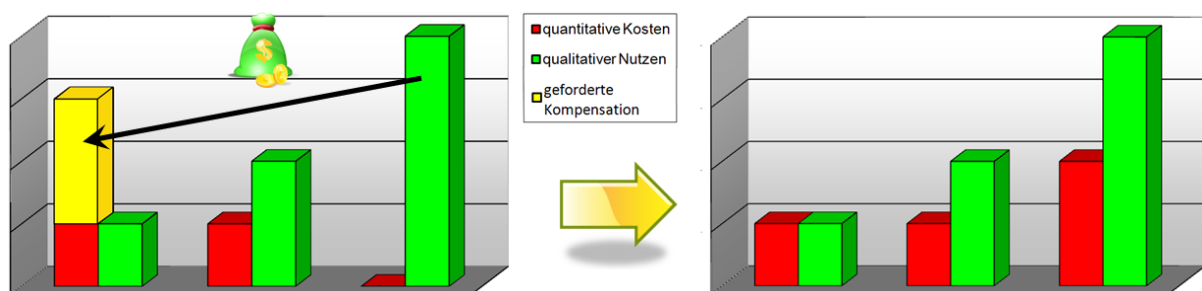 quantitative Kosten
qualitativer Nutzen
geforderte
Kompensation
$